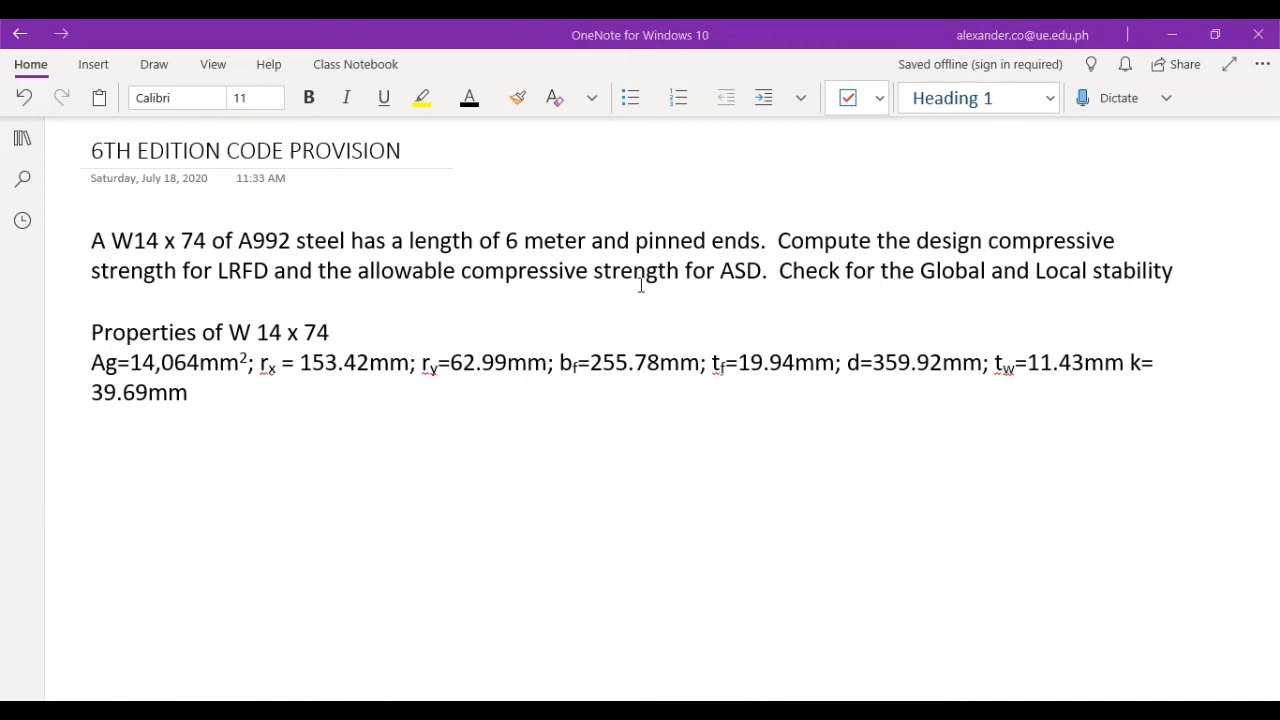 OneNote for Windows 10
alexander.co@ue.edu.ph
Home Insert Draw View Help Class Notebook
Saved offline (sign in required) Share
Calibri 11 B I U A Heading 1 Dictate
6TH EDITION CODE PROVISION
Saturday, July 18, 2020 11:33 AM
A W14 x 74 of A992 steel has a length of 6 meter and pinned ends. Compute the design compressive
strength for LRFD and the allowable compressive strength for ASD. Check for the Global and Local stability
Properties of W 14 x 74
Ag=14,064mm²; rₓ = 153.42mm; r_y=62.99mm; b_f=255.78mm; t_f=19.94mm; d=359.92mm; t_w=11.43mm k=
39.69mm